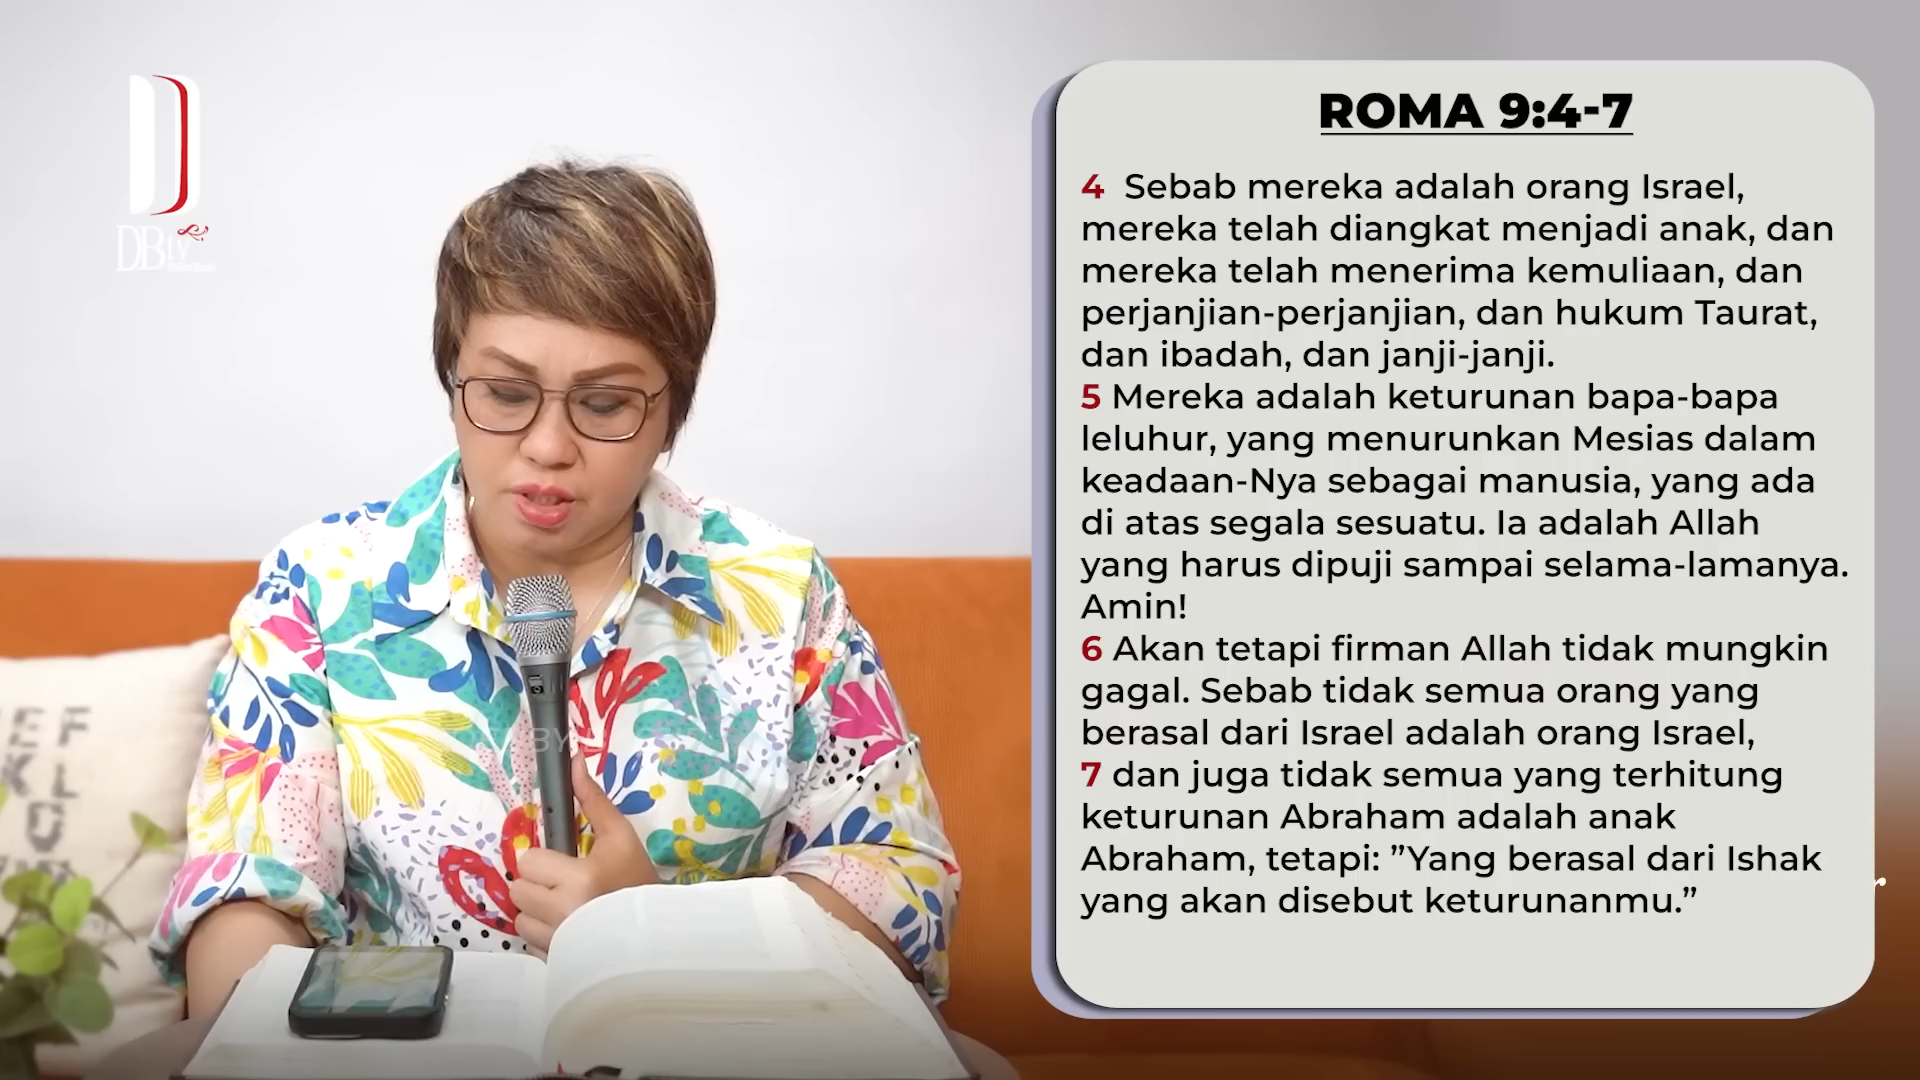 DBTV
ROMA 9:4-7
4 Sebab mereka adalah orang Israel,
mereka telah diangkat menjadi anak, dan
mereka telah menerima kemuliaan, dan
perjanjian-perjanjian, dan hukum Taurat,
dan ibadah, dan janji-janji.
5 Mereka adalah keturunan bapa-bapa
leluhur, yang menurunkan Mesias dalam
keadaan-Nya sebagai manusia, yang ada
di atas segala sesuatu. Ia adalah Allah
yang harus dipuji sampai selama-lamanya.
Amin!
6 Akan tetapi firman Allah tidak mungkin
gagal. Sebab tidak semua orang yang
berasal dari Israel adalah orang Israel,
7 dan juga tidak semua yang terhitung
keturunan Abraham adalah anak
Abraham, tetapi: ”Yang berasal dari Ishak
yang akan disebut keturunanmu.”